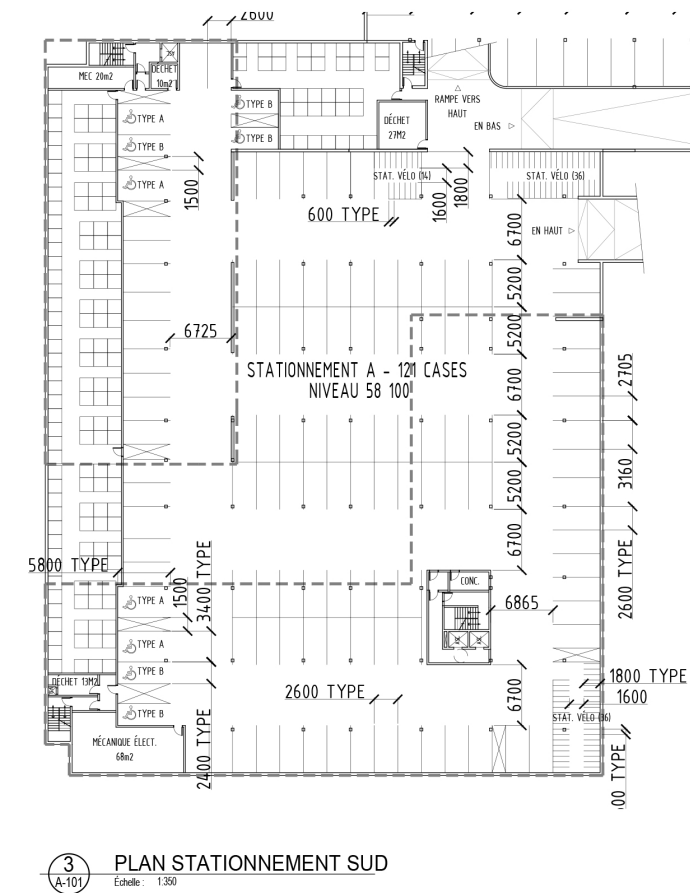 2600
MEC 20m2
DÉCHET
10m2
TYPE A
TYPE B
TYPE B
TYPE B
TYPE A
1500
DÉCHET
27M2
RAMPE VERS
HAUT
EN BAS
STAT. VÉLO (14)
STAT. VÉLO (36)
600 TYPE
1600
1800
6700
EN HAUT
5200
6725
5200
STATIONNEMENT A - 121 CASES
NIVEAU 58 100
6700
2705
5200
5200
3160
6700
2600 TYPE
5800 TYPE
1500
3400 TYPE
CONC.
6865
TYPE A
TYPE A
TYPE B
TYPE B
DÉCHET 13M2
2600 TYPE
6700
1800 TYPE
1600
STAT. VÉLO (36)
MÉCANIQUE ÉLECT.
68m2
2400 TYPE
00 TYPE
3
A-101
PLAN STATIONNEMENT SUD
Échelle : 1:350